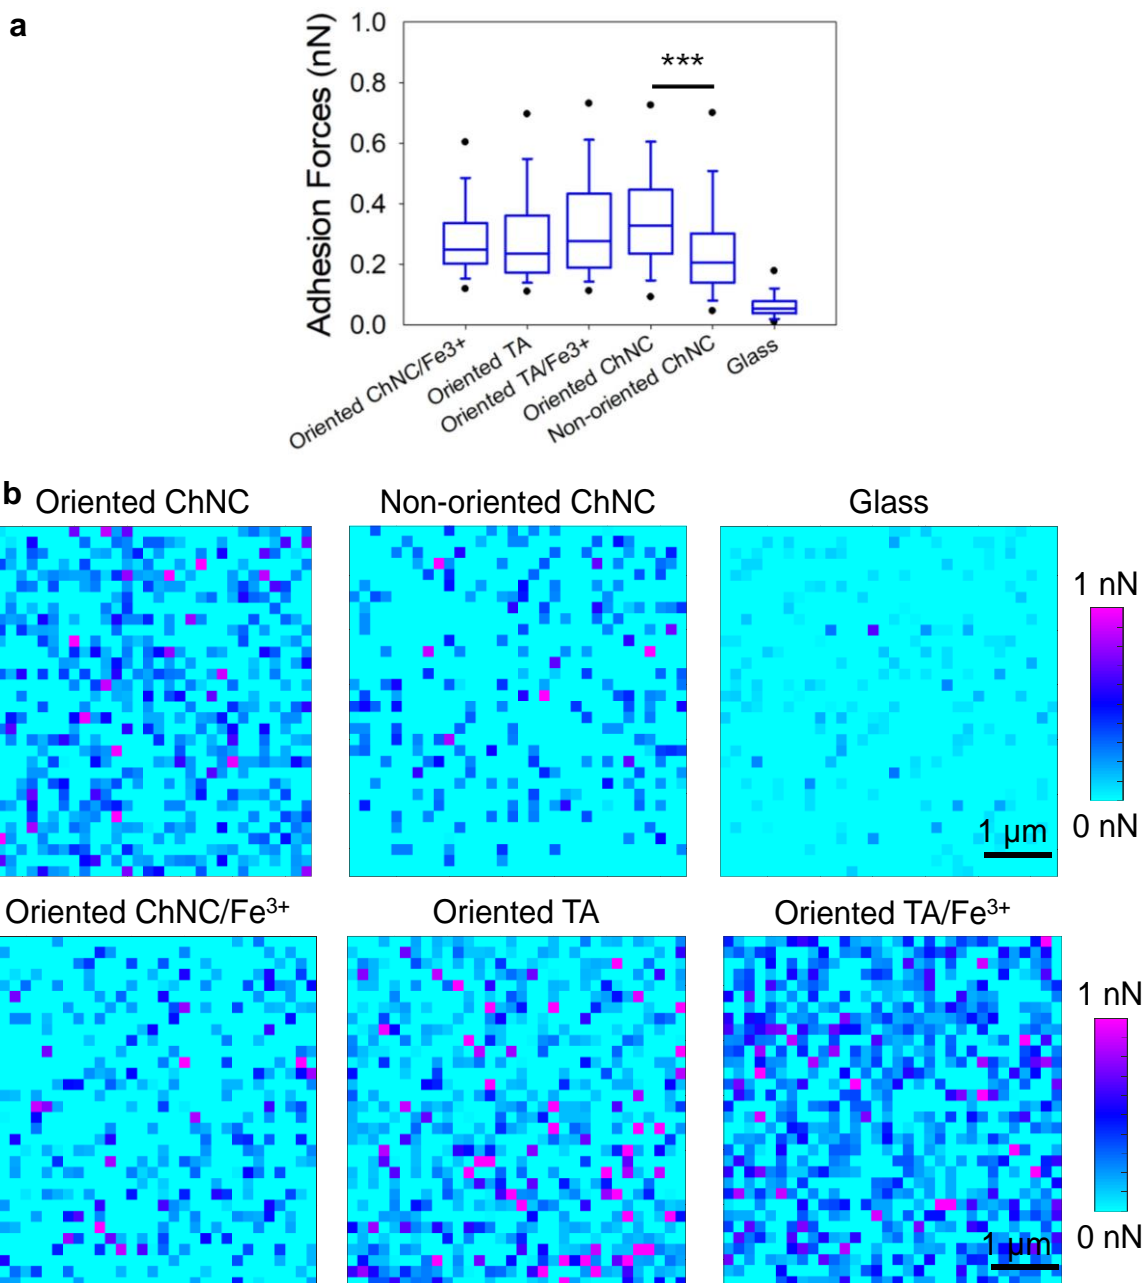 a
Adhesion Forces (nN)
1.0
0.8
0.6
0.4
0.2
0.0
***
Oriented ChNC/Fe3+
Oriented TA
Oriented TA/Fe3+
Oriented ChNC
Non-oriented ChNC
Glass
b
Oriented ChNC
Non-oriented ChNC
Glass
1 nN
0 nN
1 μm
Oriented ChNC/Fe³⁺
Oriented TA
Oriented TA/Fe³⁺
1 nN
0 nN
1 μm